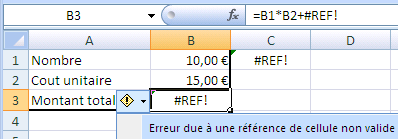 B3 fx =B1*B2+#REF!
A B C D
1 Nombre 10,00 € #REF!
2 Cout unitaire 15,00 €
3 Montant total #REF!
4
5 Erreur due à une référence de cellule non valide